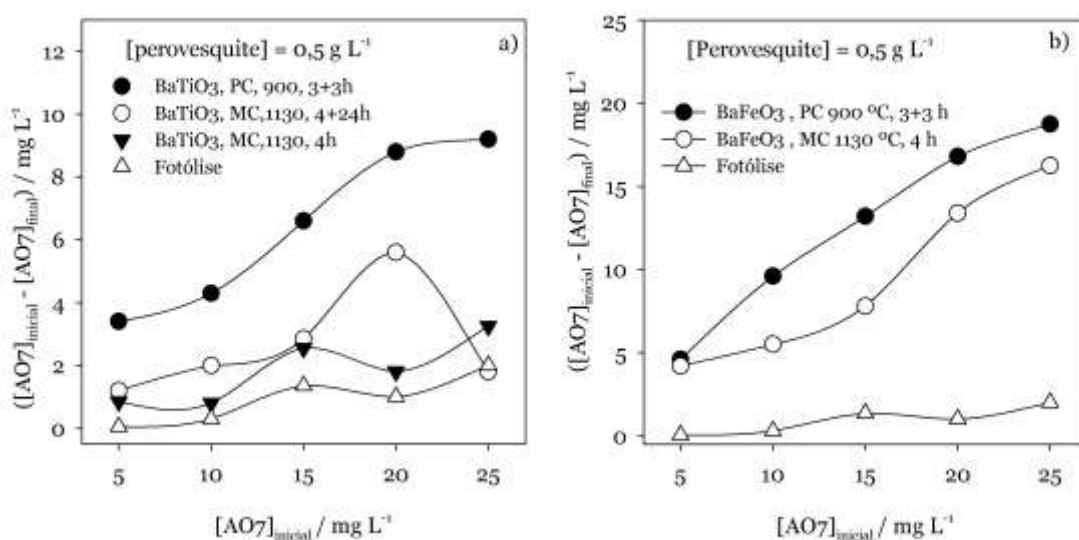 [perovesquite] = 0,5 g L⁻¹
a)
BaTiO3, PC, 900, 3+3h
BaTiO3, MC,1130, 4+24h
BaTiO3, MC,1130, 4h
Fotólise
12
10
8
6
4
2
0
([AO7]inicial - [AO7]final) / mg L⁻¹
5 10 15 20 25
[AO7]inicial / mg L⁻¹
[Perovesquite] = 0,5 g L⁻¹
b)
BaFeO3 , PC 900 ºC, 3+3 h
BaFeO3 , MC 1130 ºC, 4 h
Fotólise
25
20
15
10
5
0
([AO7]inicial - [AO7]final) / mg L⁻¹
5 10 15 20 25
[AO7]inicial / mg L⁻¹